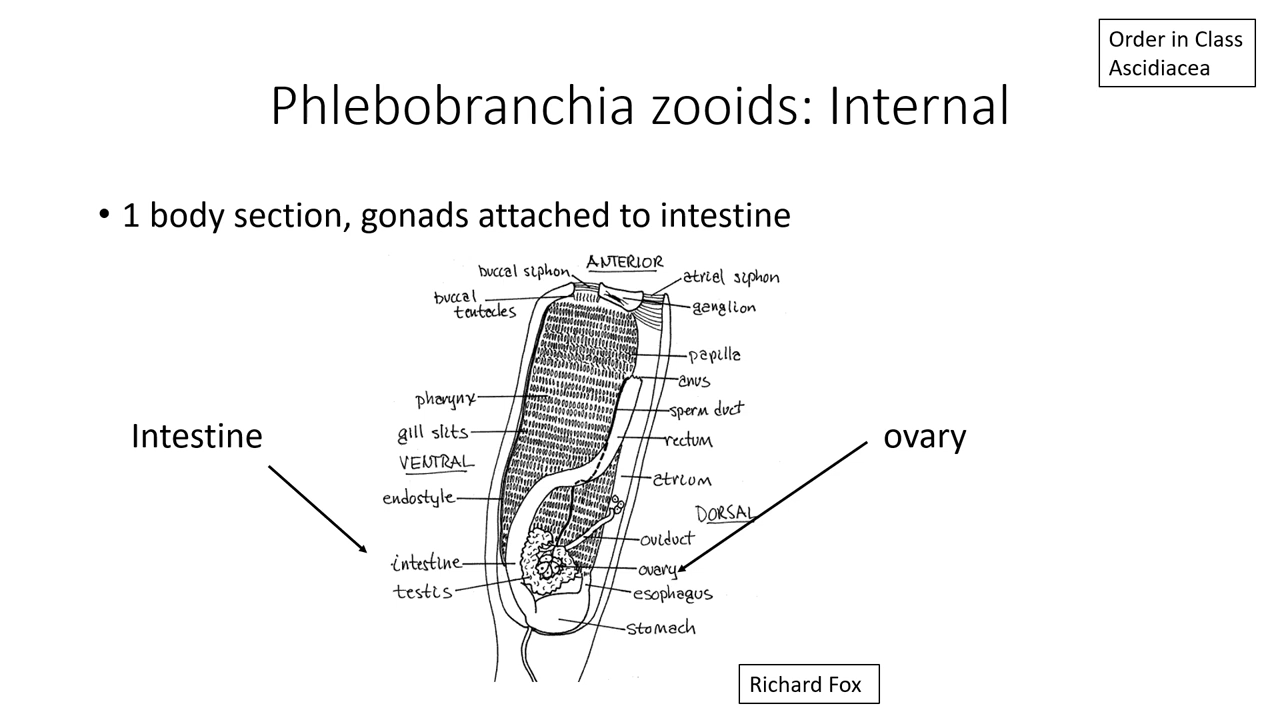 Order in Class
Ascidiacea
Phlebobranchia zooids: Internal
• 1 body section, gonads attached to intestine
ANTERIOR
buccal siphon
atrial siphon
buccal
tentacles
ganglion
papilla
anus
pharynx
sperm duct
gill slits
rectum
Intestine
ovary
VENTRAL
atrium
endostyle
DORSAL
oviduct
intestine
ovary
testis
esophagus
stomach
Richard Fox